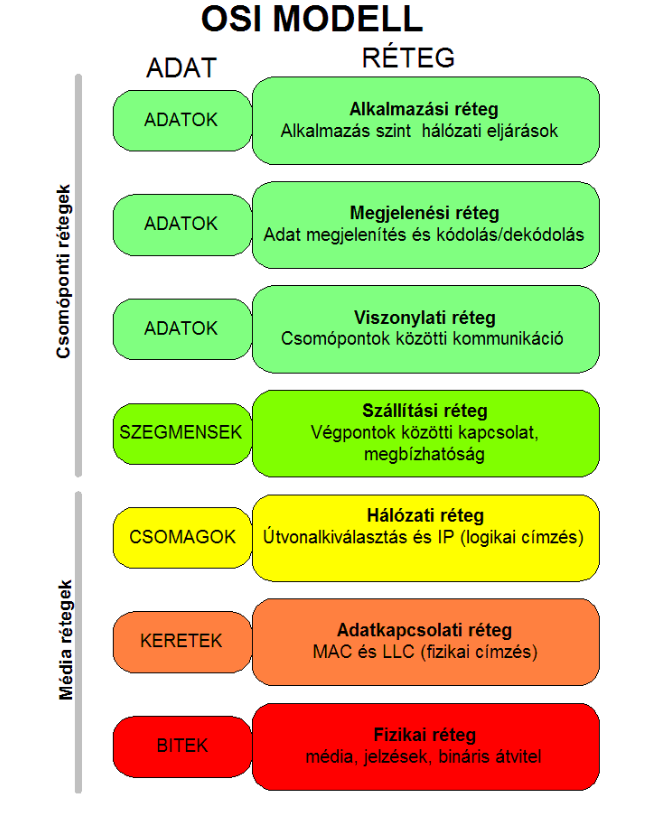 OSI MODELL
ADAT
RÉTEG
Csomóponti rétegek
ADATOK
Alkalmazási réteg
Alkalmazás szint hálózati eljárások
ADATOK
Megjelenési réteg
Adat megjelenítés és kódolás/dekódolás
ADATOK
Viszonylati réteg
Csomópontok közötti kommunikáció
SZEGMENSEK
Szállítási réteg
Végpontok közötti kapcsolat,
megbízhatóság
Média rétegek
CSOMAGOK
Hálózati réteg
Útvonalkiválasztás és IP (logikai címzés)
KERETEK
Adatkapcsolati réteg
MAC és LLC (fizikai címzés)
BITEK
Fizikai réteg
média, jelzések, bináris átvitel